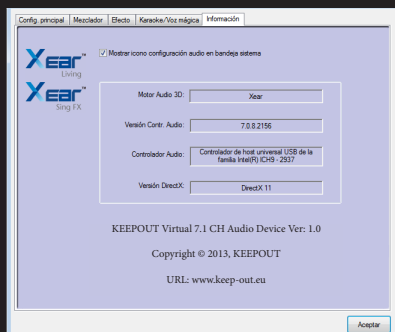 Config. principal Mezclador Efecto Karaoke/Voz mágica Información
Xear™
Living
Xear™
Sing FX
Mostrar icono configuración audio en bandeja sistema
Motor Audio 3D: Xear
Versión Contr. Audio: 7.0.8.2156
Controlador Audio: Controlador de host universal USB de la
familia Intel(R) ICH9 - 2937
Versión DirectX: DirectX 11
KEEPOUT Virtual 7.1 CH Audio Device Ver: 1.0
Copyright © 2013, KEEPOUT
URL: www.keep-out.eu
Aceptar